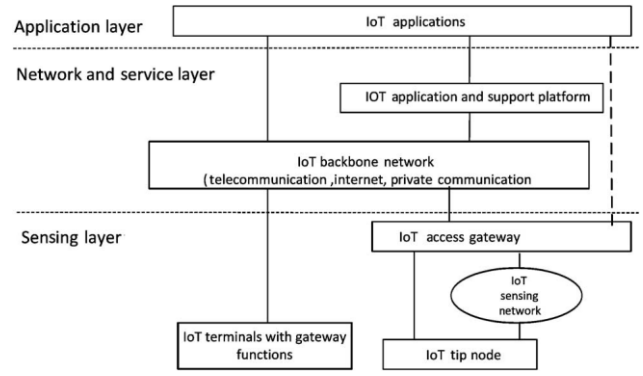 Application layer
IoT applications
Network and service layer
IOT application and support platform
IoT backbone network
(telecommunication ,internet, private communication
Sensing layer
IoT access gateway
IoT
sensing
network
IoT terminals with gateway
functions
IoT tip node